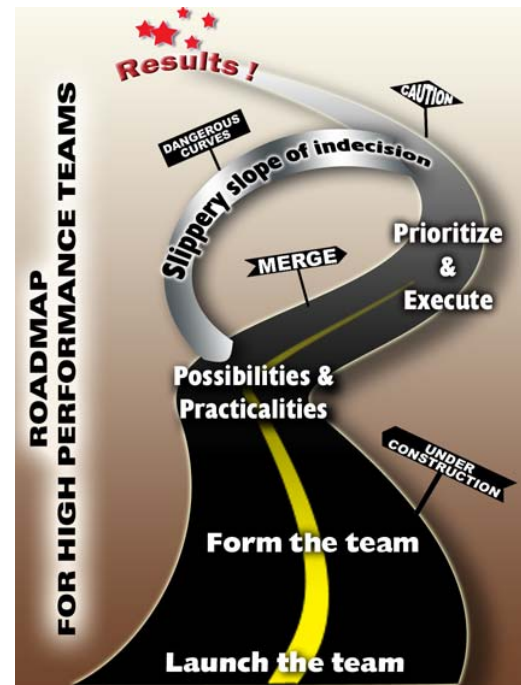 ROADMAP
FOR HIGH PERFORMANCE TEAMS
Results !
CAUTION
DANGEROUS
CURVES
Slippery slope of indecision
Prioritize
&
Execute
MERGE
Possibilities &
Practicalities
UNDER
CONSTRUCTION
Form the team
Launch the team